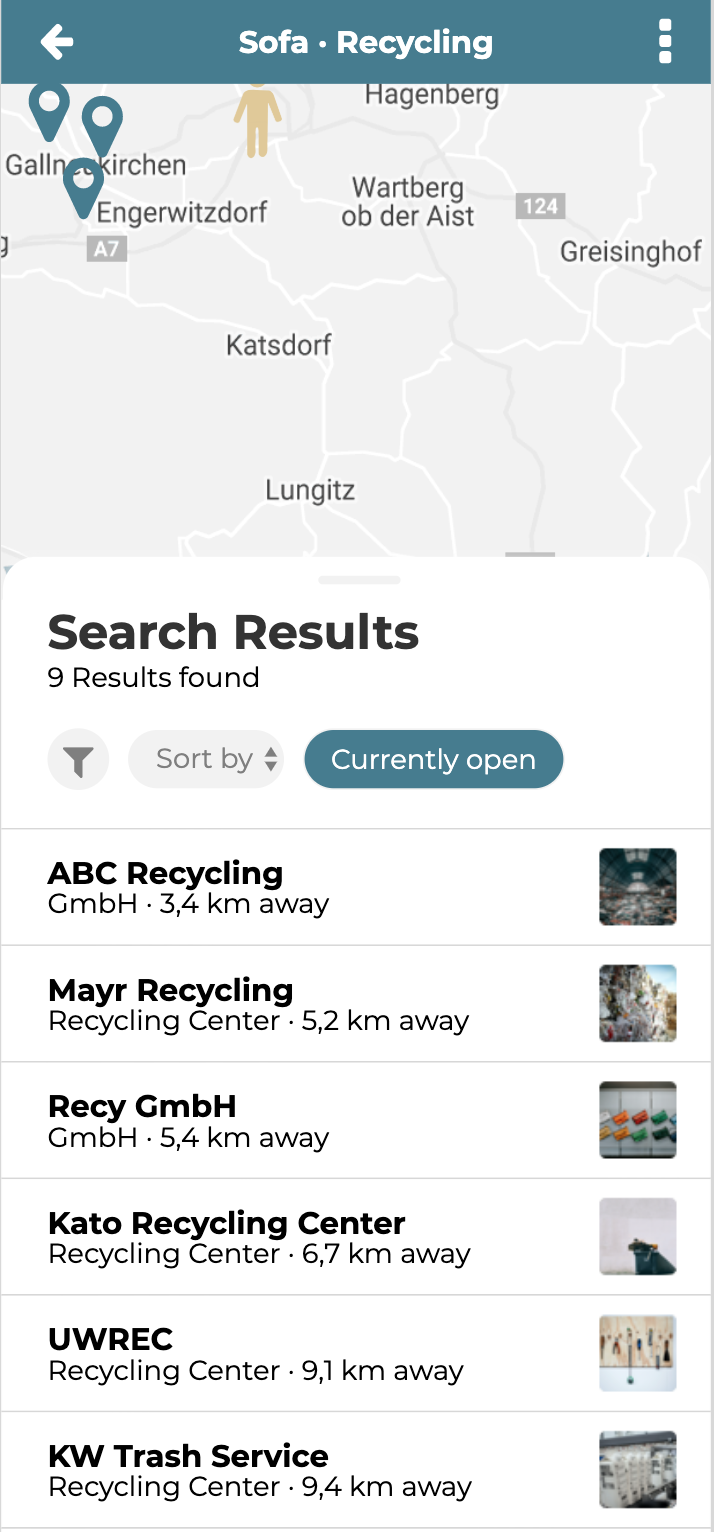 Sofa · Recycling
Hagenberg
Gallneukirchen
Wartberg
ob der Aist
124
Engerwitzdorf
g
A7
Greisinghof
Katsdorf
Lungitz
Search Results
9 Results found
Sort by
Currently open
ABC Recycling
GmbH · 3,4 km away
Mayr Recycling
Recycling Center · 5,2 km away
Recy GmbH
GmbH · 5,4 km away
Kato Recycling Center
Recycling Center · 6,7 km away
UWREC
Recycling Center · 9,1 km away
KW Trash Service
Recycling Center · 9,4 km away